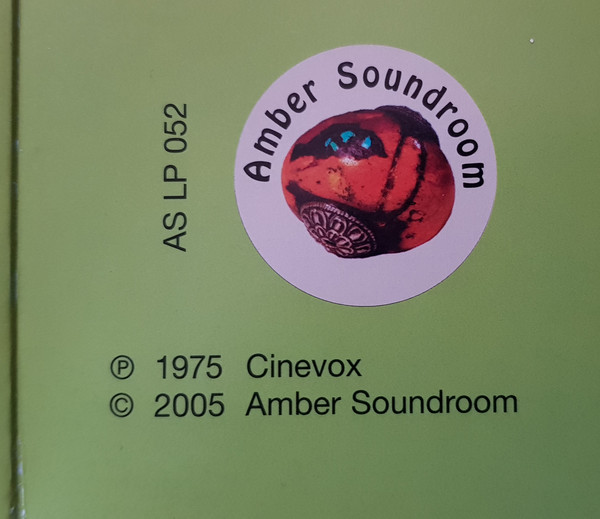 Amber Soundroom
AS LP 052
℗ 1975 Cinevox
© 2005 Amber Soundroom